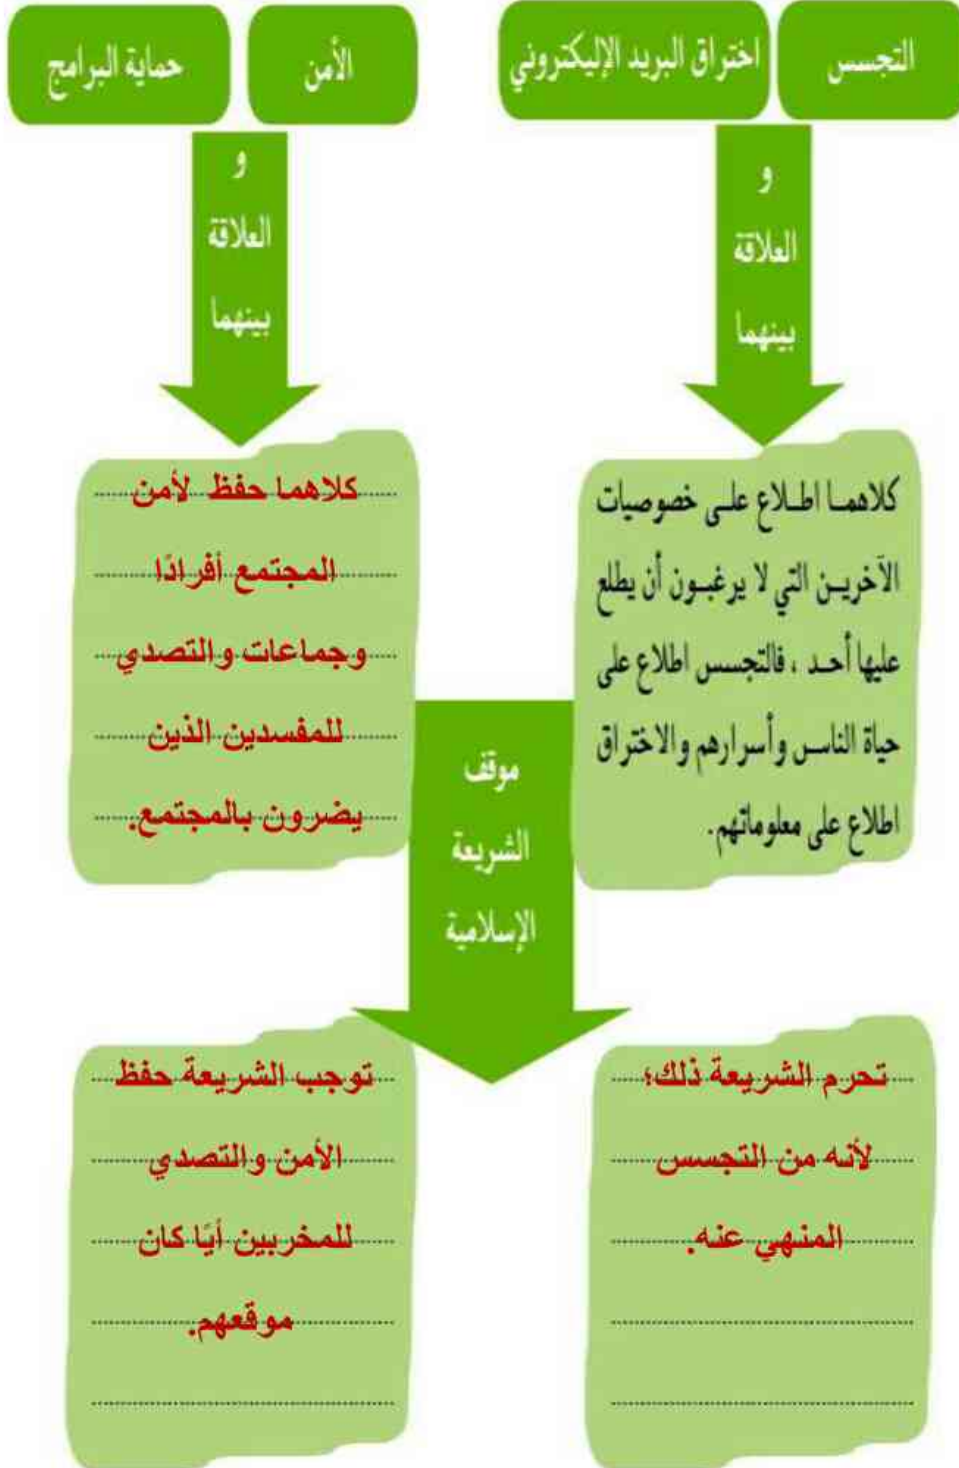 التجسس
اختراق البريد الإليكتروني
الأمن
حماية البرامج
و
العلاقة
بينهما
و
العلاقة
بينهما
كلاهما اطلاع على خصوصيات
الآخرين التي لا يرغبون أن يطلع
عليها أحد ، فالتجسس اطلاع على
حياة الناس وأسرارهم والاختراق
اطلاع على معلوماتهم.
كلاهما حفظ لأمن
المجتمع أفرادًا
وجماعات والتصدي
للمفسدين الذين
يضرون بالمجتمع.
موقف
الشريعة
الإسلامية
تحرم الشريعة ذلك؛
لأنه من التجسس
المنهي عنه.
توجب الشريعة حفظ
الأمن والتصدي
للمخربين أيًا كان
موقعهم.